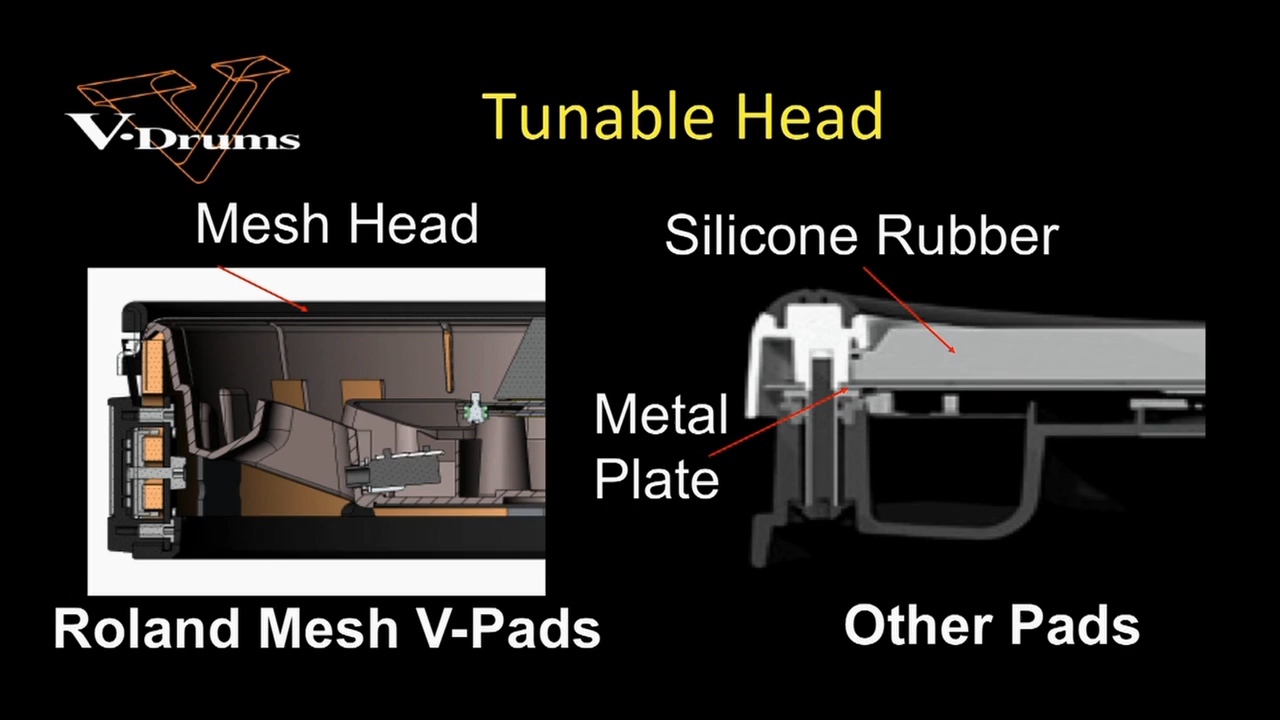 V-Drums
Tunable Head
Mesh Head
Silicone Rubber
Metal
Plate
Roland Mesh V-Pads
Other Pads